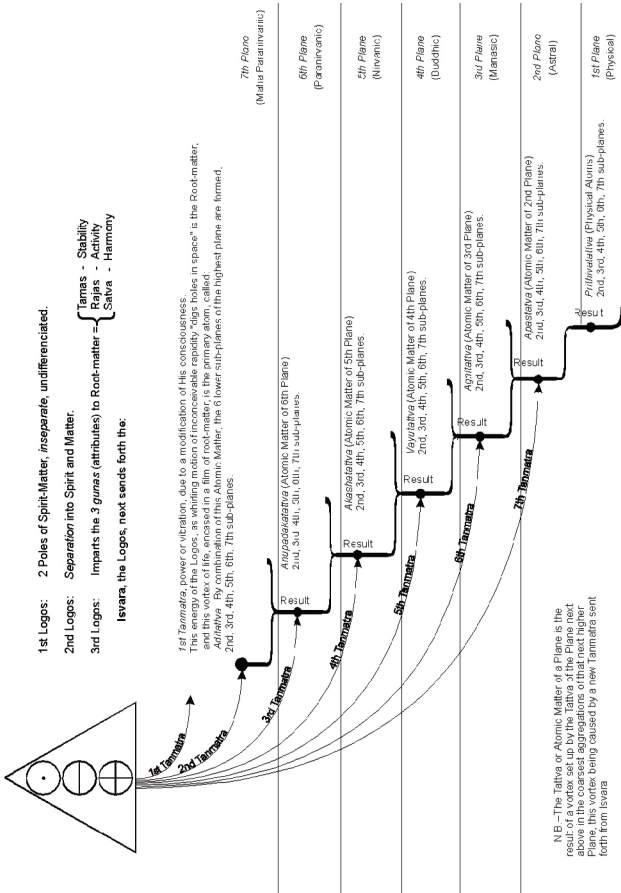 1st Logos: 2 Poles of Spirit-Matter, inseparate, undifferenciated.
2nd Logos: Separation into Spirit and Matter.
3rd Logos: Imparts the 3 gunas (attributes) to Root-matter =
Tamas - Stability
Rajas - Activity
Satva - Harmony
Isvara, the Logos, next sends forth the:
1st Tanmatra
1st Tanmatra, power or vibration, due to a modification of His consciousness.
This energy of the Logos, as whirling motion of inconceivable rapidity "digs holes in space" is the Root-matter,
and this vortex of life, encased in a film of root-matter, is the primary atom, called:
Aditattva By combination of this Atomic Matter, the 6 lower sub-planes of the highest plane are formed,
2nd, 3rd, 4th, 5th, 6th, 7th sub-planes.
7th Plane
(Maha Paranirvanic)
2nd Tanmatra
Result
Anupadakatattva (Atomic Matter of 6th Plane)
2nd, 3rd, 4th, 5th, 6th, 7th sub-planes.
6th Plane
(Paranirvanic)
3rd Tanmatra
Result
Akashatattva (Atomic Matter of 5th Plane)
2nd, 3rd, 4th, 5th, 6th, 7th sub-planes.
5th Plane
(Nirvanic)
4th Tanmatra
Result
Vayutattva (Atomic Matter of 4th Plane)
2nd, 3rd, 4th, 5th, 6th, 7th sub-planes.
4th Plane
(Buddhic)
5th Tanmatra
Result
Agnitattva (Atomic Matter of 3rd Plane)
2nd, 3rd, 4th, 5th, 6th, 7th sub-planes.
3rd Plane
(Manasic)
6th Tanmatra
Result
Apastatva (Atomic Matter of 2nd Plane)
2nd, 3rd, 4th, 5th, 6th, 7th sub-planes.
2nd Plane
(Astral)
7th Tanmatra
Result
Prithivatattva (Physical Atoms)
2nd, 3rd, 4th, 5th, 6th, 7th sub-planes.
1st Plane
(Physical)
N.B.–The Tattva or Atomic Matter of a Plane is the
result of a vortex set up by the Tattva of the Plane next
above in the coarsest aggregations of that next higher
Plane, this vortex being caused by a new Tanmatra sent
forth from Isvara